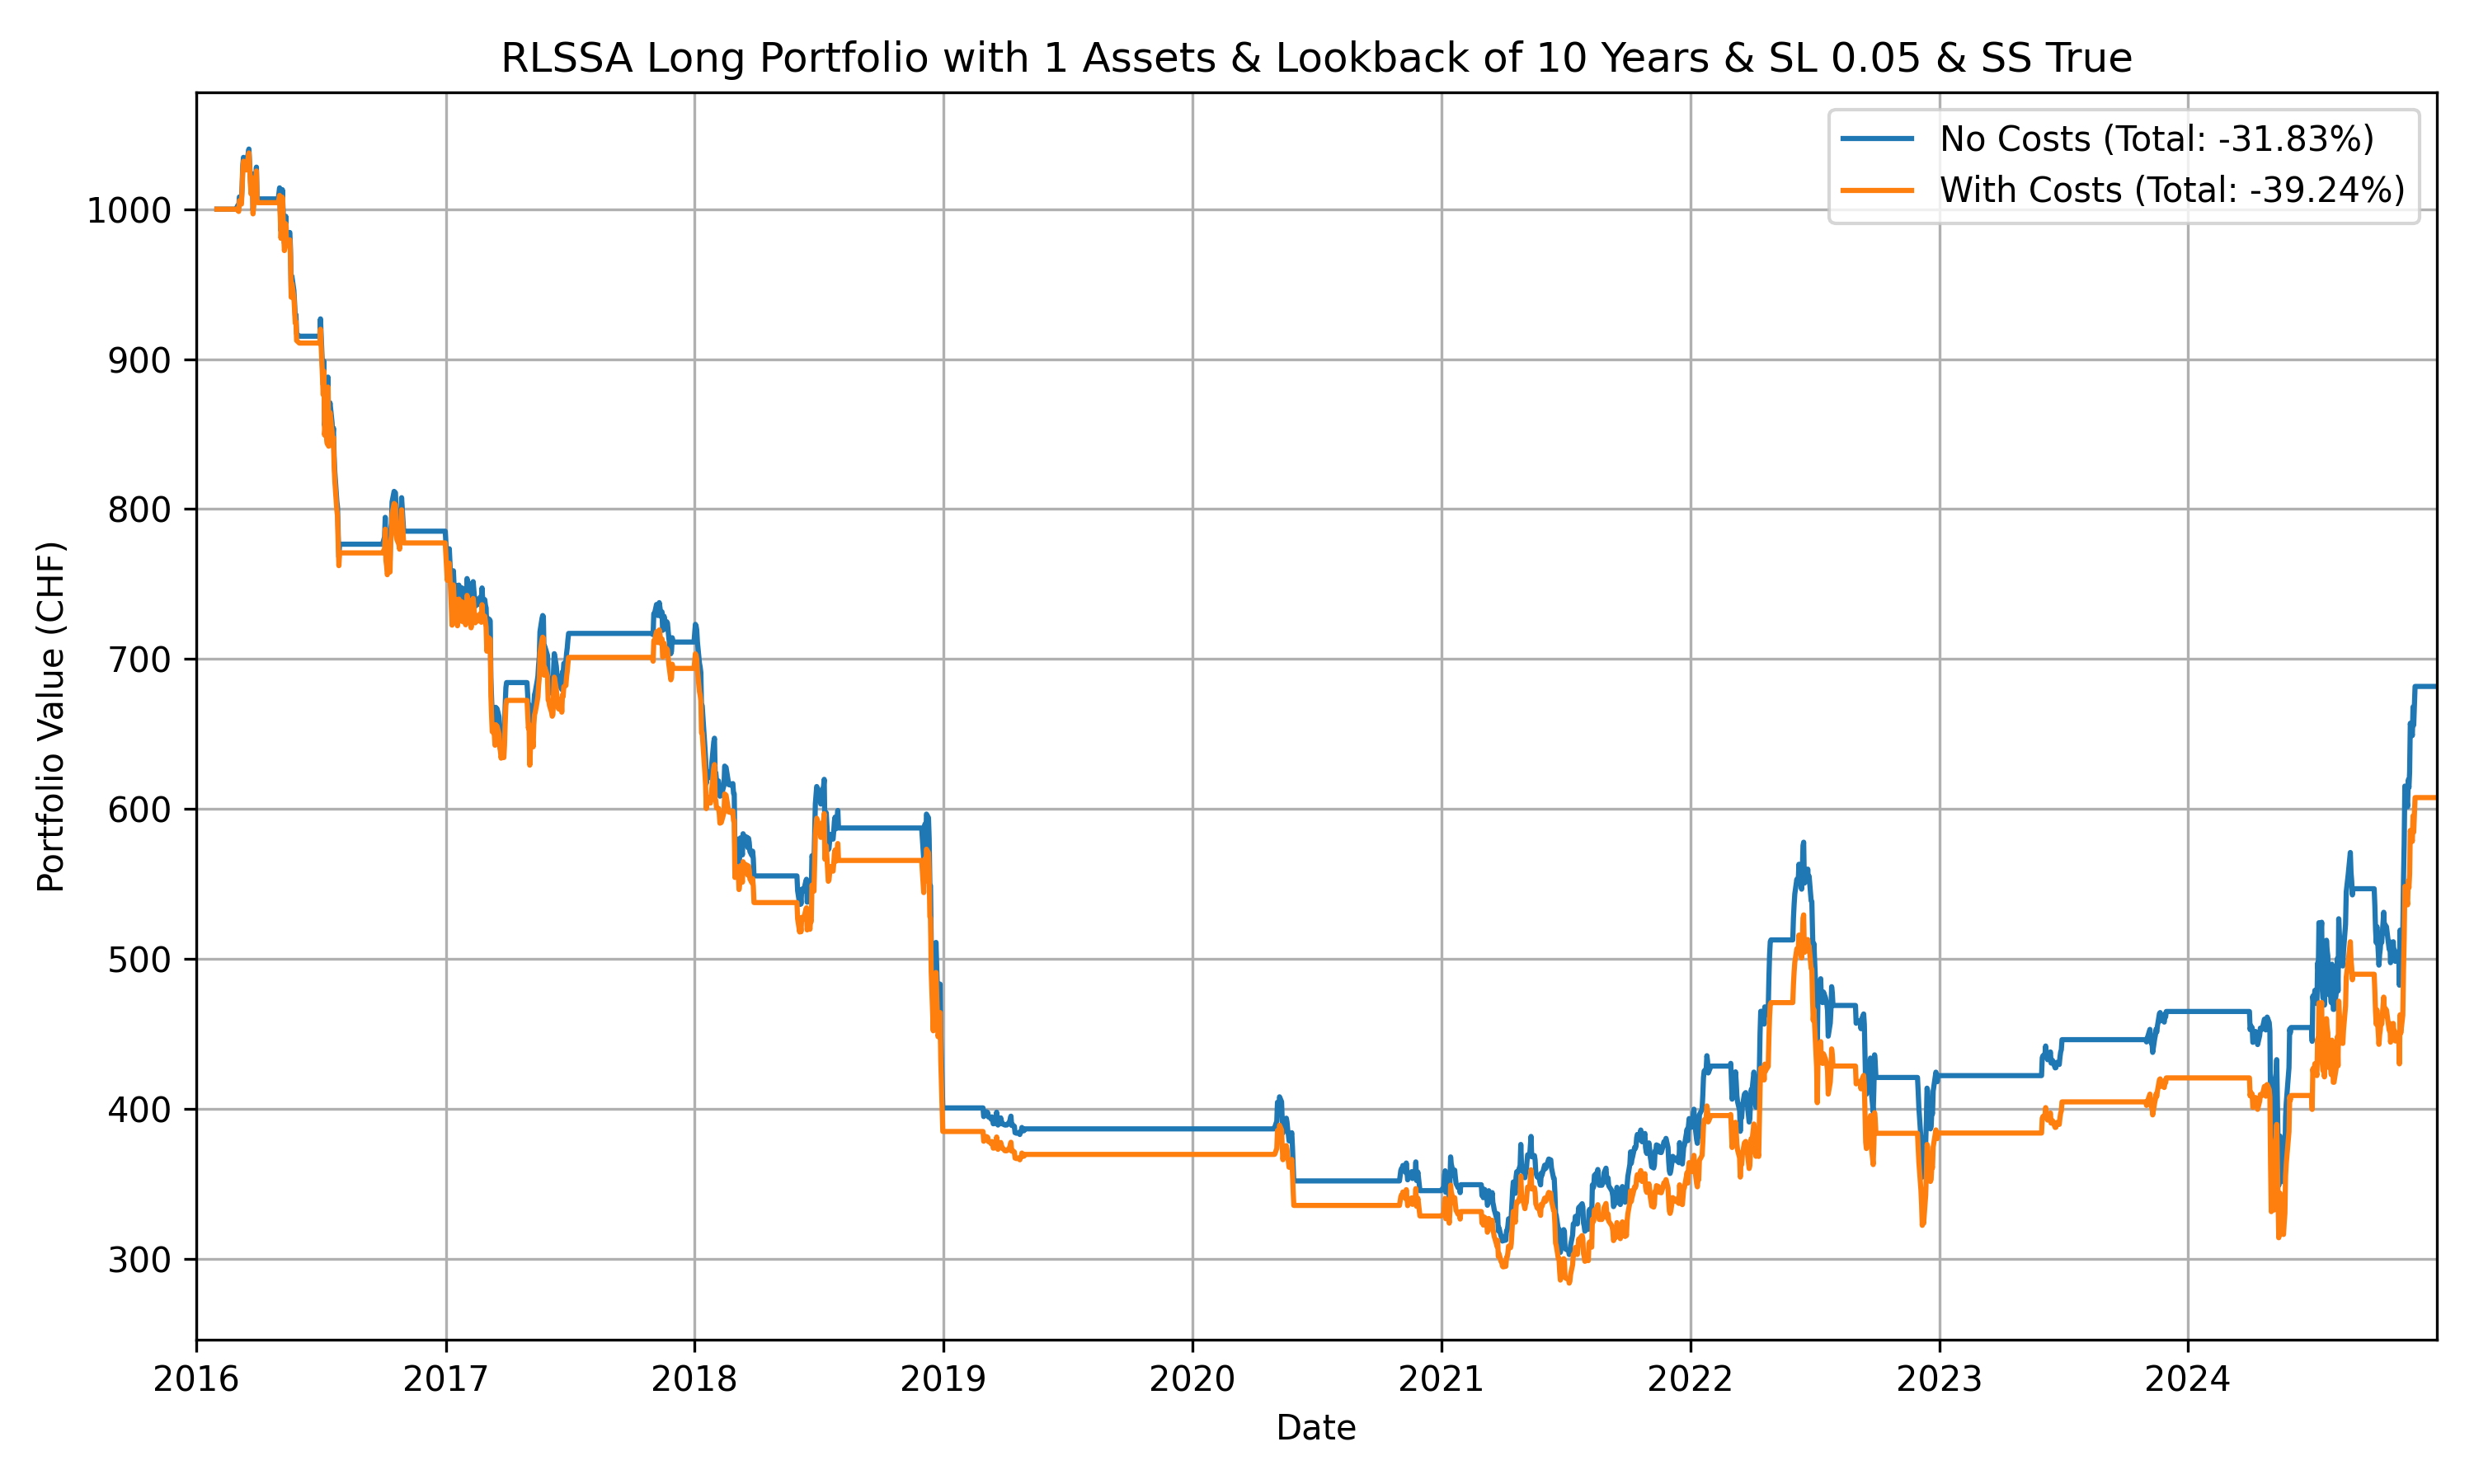 RLSSA Long Portfolio with 1 Assets & Lookback of 10 Years & SL 0.05 & SS True
No Costs (Total: -31.83%)
With Costs (Total: -39.24%)
Portfolio Value (CHF)
1000
900
800
700
600
500
400
300
2016 2017 2018 2019 2020 2021 2022 2023 2024
Date